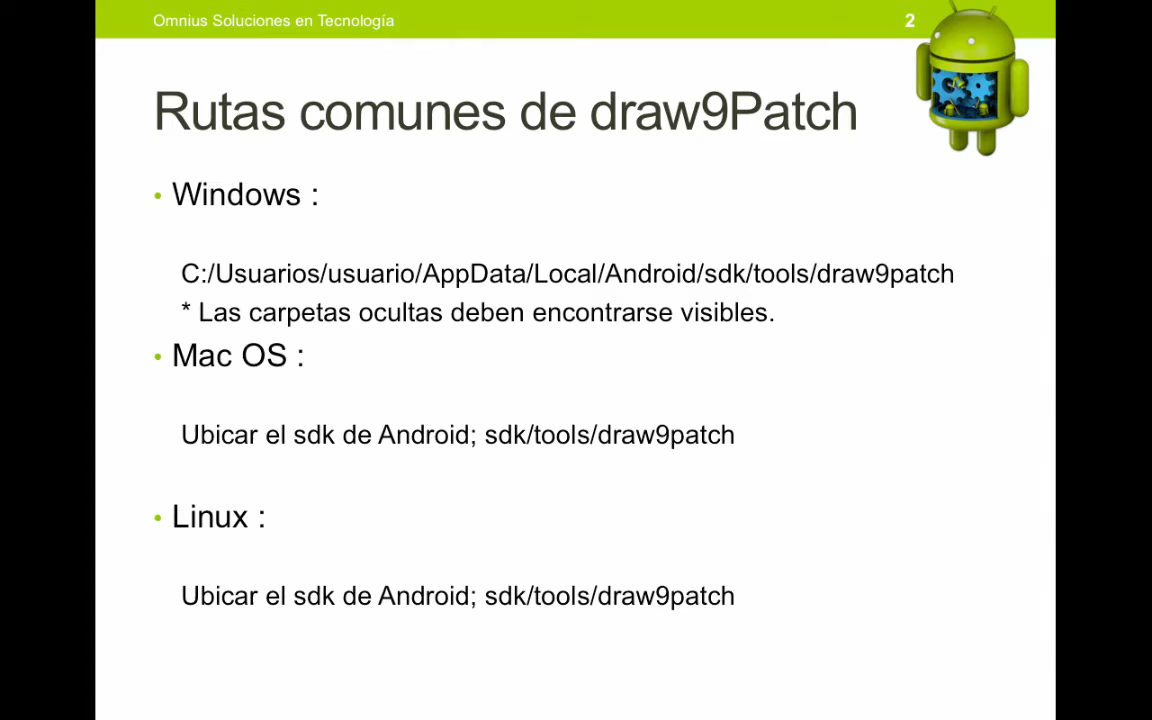 Omnius Soluciones en Tecnología
2
Rutas comunes de draw9Patch
• Windows :
C:/Usuarios/usuario/AppData/Local/Android/sdk/tools/draw9patch
* Las carpetas ocultas deben encontrarse visibles.
• Mac OS :
Ubicar el sdk de Android; sdk/tools/draw9patch
• Linux :
Ubicar el sdk de Android; sdk/tools/draw9patch